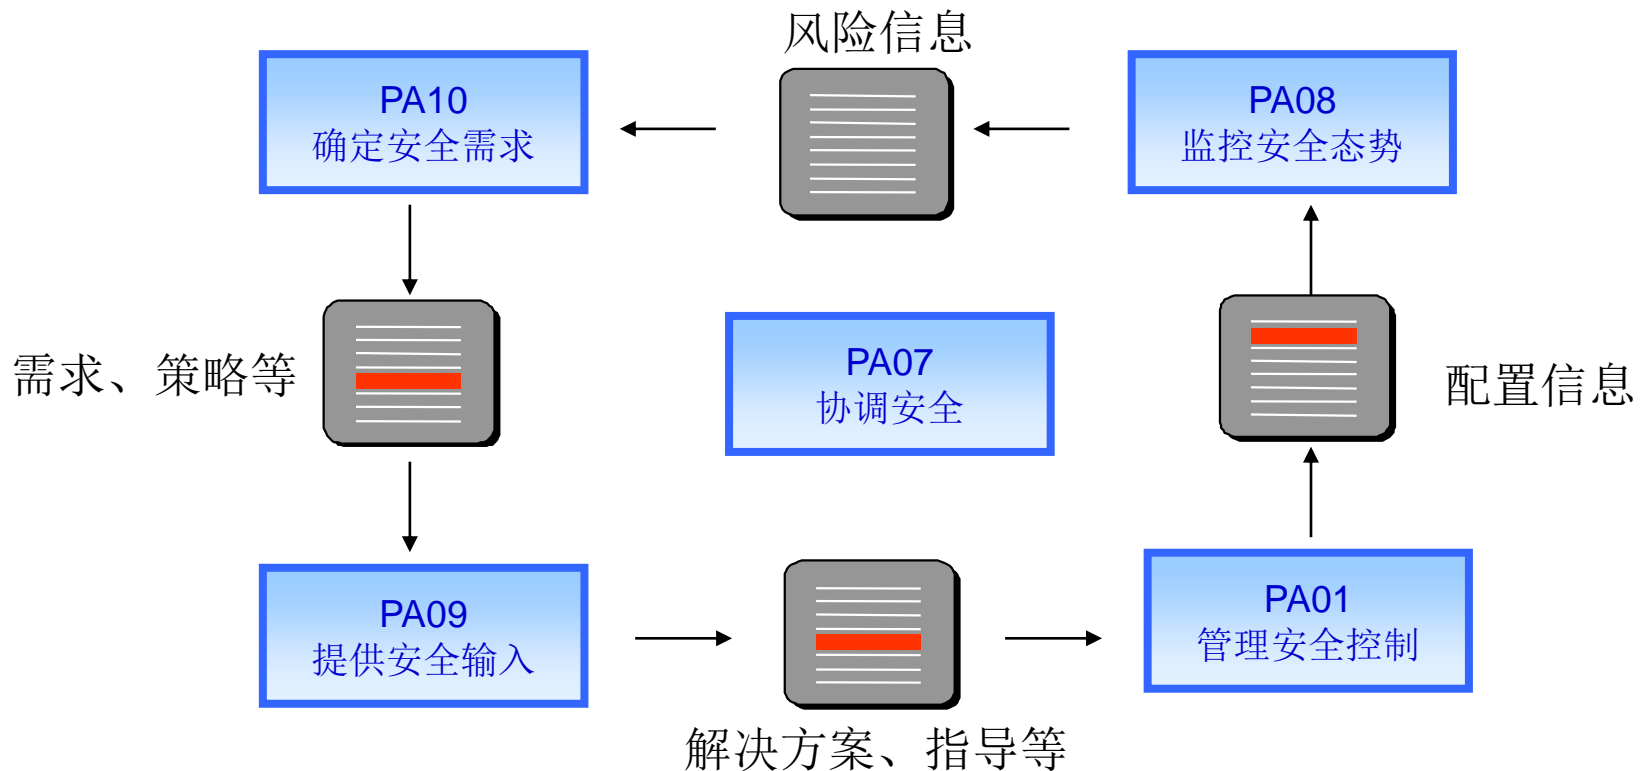 风险信息
PA10
确定安全需求
PA08
监控安全态势
需求、策略等
PA07
协调安全
配置信息
PA09
提供安全输入
PA01
管理安全控制
解决方案、指导等